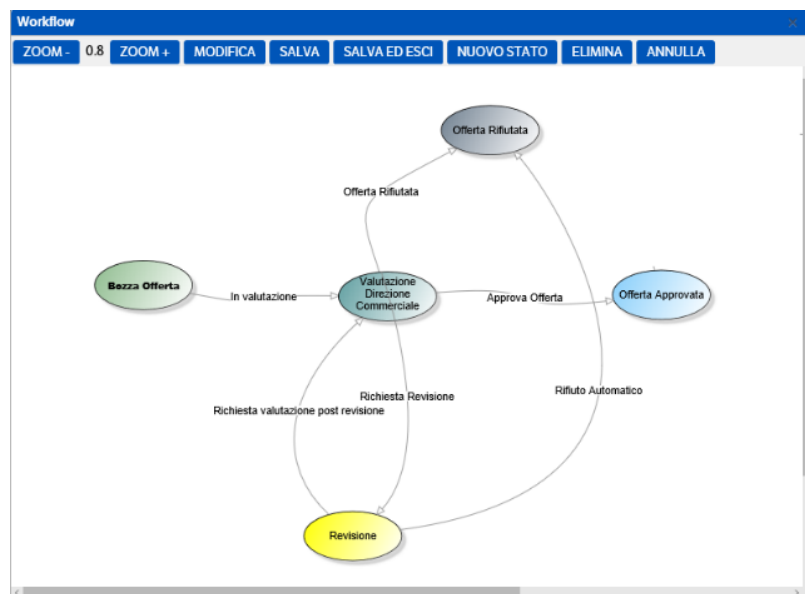 Workflow
ZOOM - 0.8 ZOOM + MODIFICA SALVA SALVA ED ESCI NUOVO STATO ELIMINA ANNULLA
Offerta Rifiutata
Offerta Rifiutata
Bozza Offerta
In valutazione
Valutazione
Direzione
Commerciale
Approva Offerta
Offerta Approvata
Richiesta Revisione
Rifiuto Automatico
Richiesta valutazione post revisione
Revisione